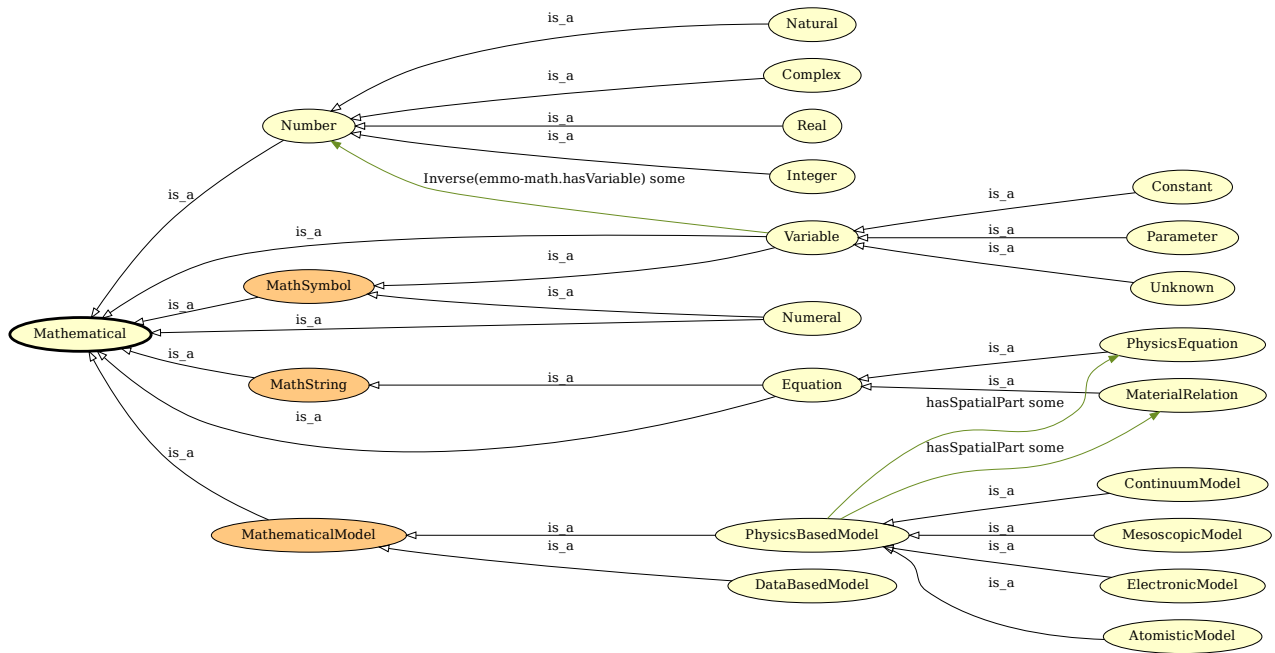 is_a
Natural
is_a
Complex
Number
is_a
Real
is_a
Integer
Inverse(emmo-math.hasVariable) some
is_a
is_a
Constant
is_a
Variable
is_a
Parameter
is_a
Unknown
is_a
MathSymbol
is_a
is_a
is_a
Numeral
Mathematical
is_a
is_a
PhysicsEquation
MathString
is_a
Equation
is_a
MaterialRelation
hasSpatialPart some
is_a
is_a
hasSpatialPart some
ContinuumModel
is_a
MathematicalModel
is_a
PhysicsBasedModel
is_a
MesoscopicModel
is_a
is_a
DataBasedModel
is_a
ElectronicModel
AtomisticModel